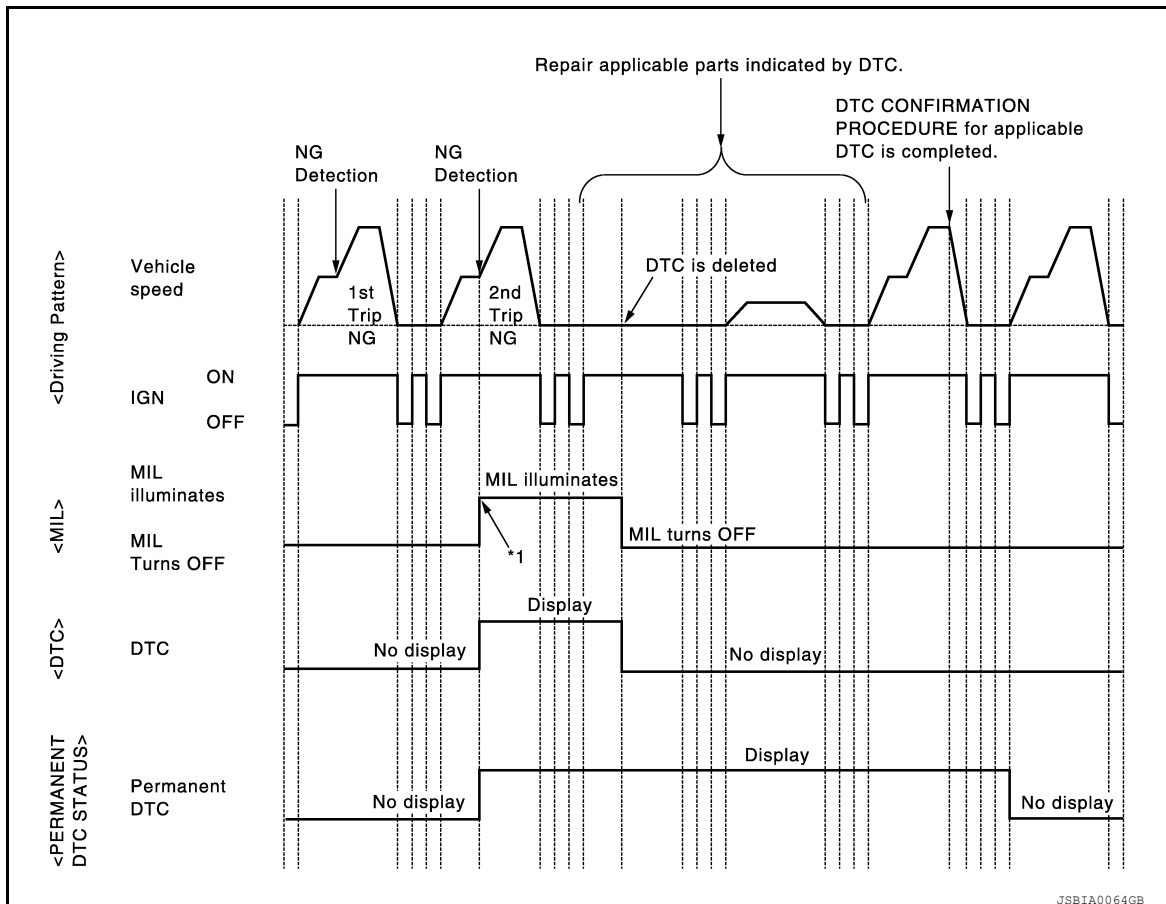 Repair applicable parts indicated by DTC.
DTC CONFIRMATION
PROCEDURE for applicable
DTC is completed.
NG
Detection
NG
Detection
<Driving Pattern>
Vehicle
speed
1st
Trip
NG
2nd
Trip
NG
DTC is deleted
IGN
ON
OFF
<MIL>
MIL
illuminates
MIL
Turns OFF
MIL illuminates
*1
MIL turns OFF
<DTC>
DTC
No display
Display
No display
<PERMANENT
DTC STATUS>
Permanent
DTC
No display
Display
No display
JSBIA0064GB